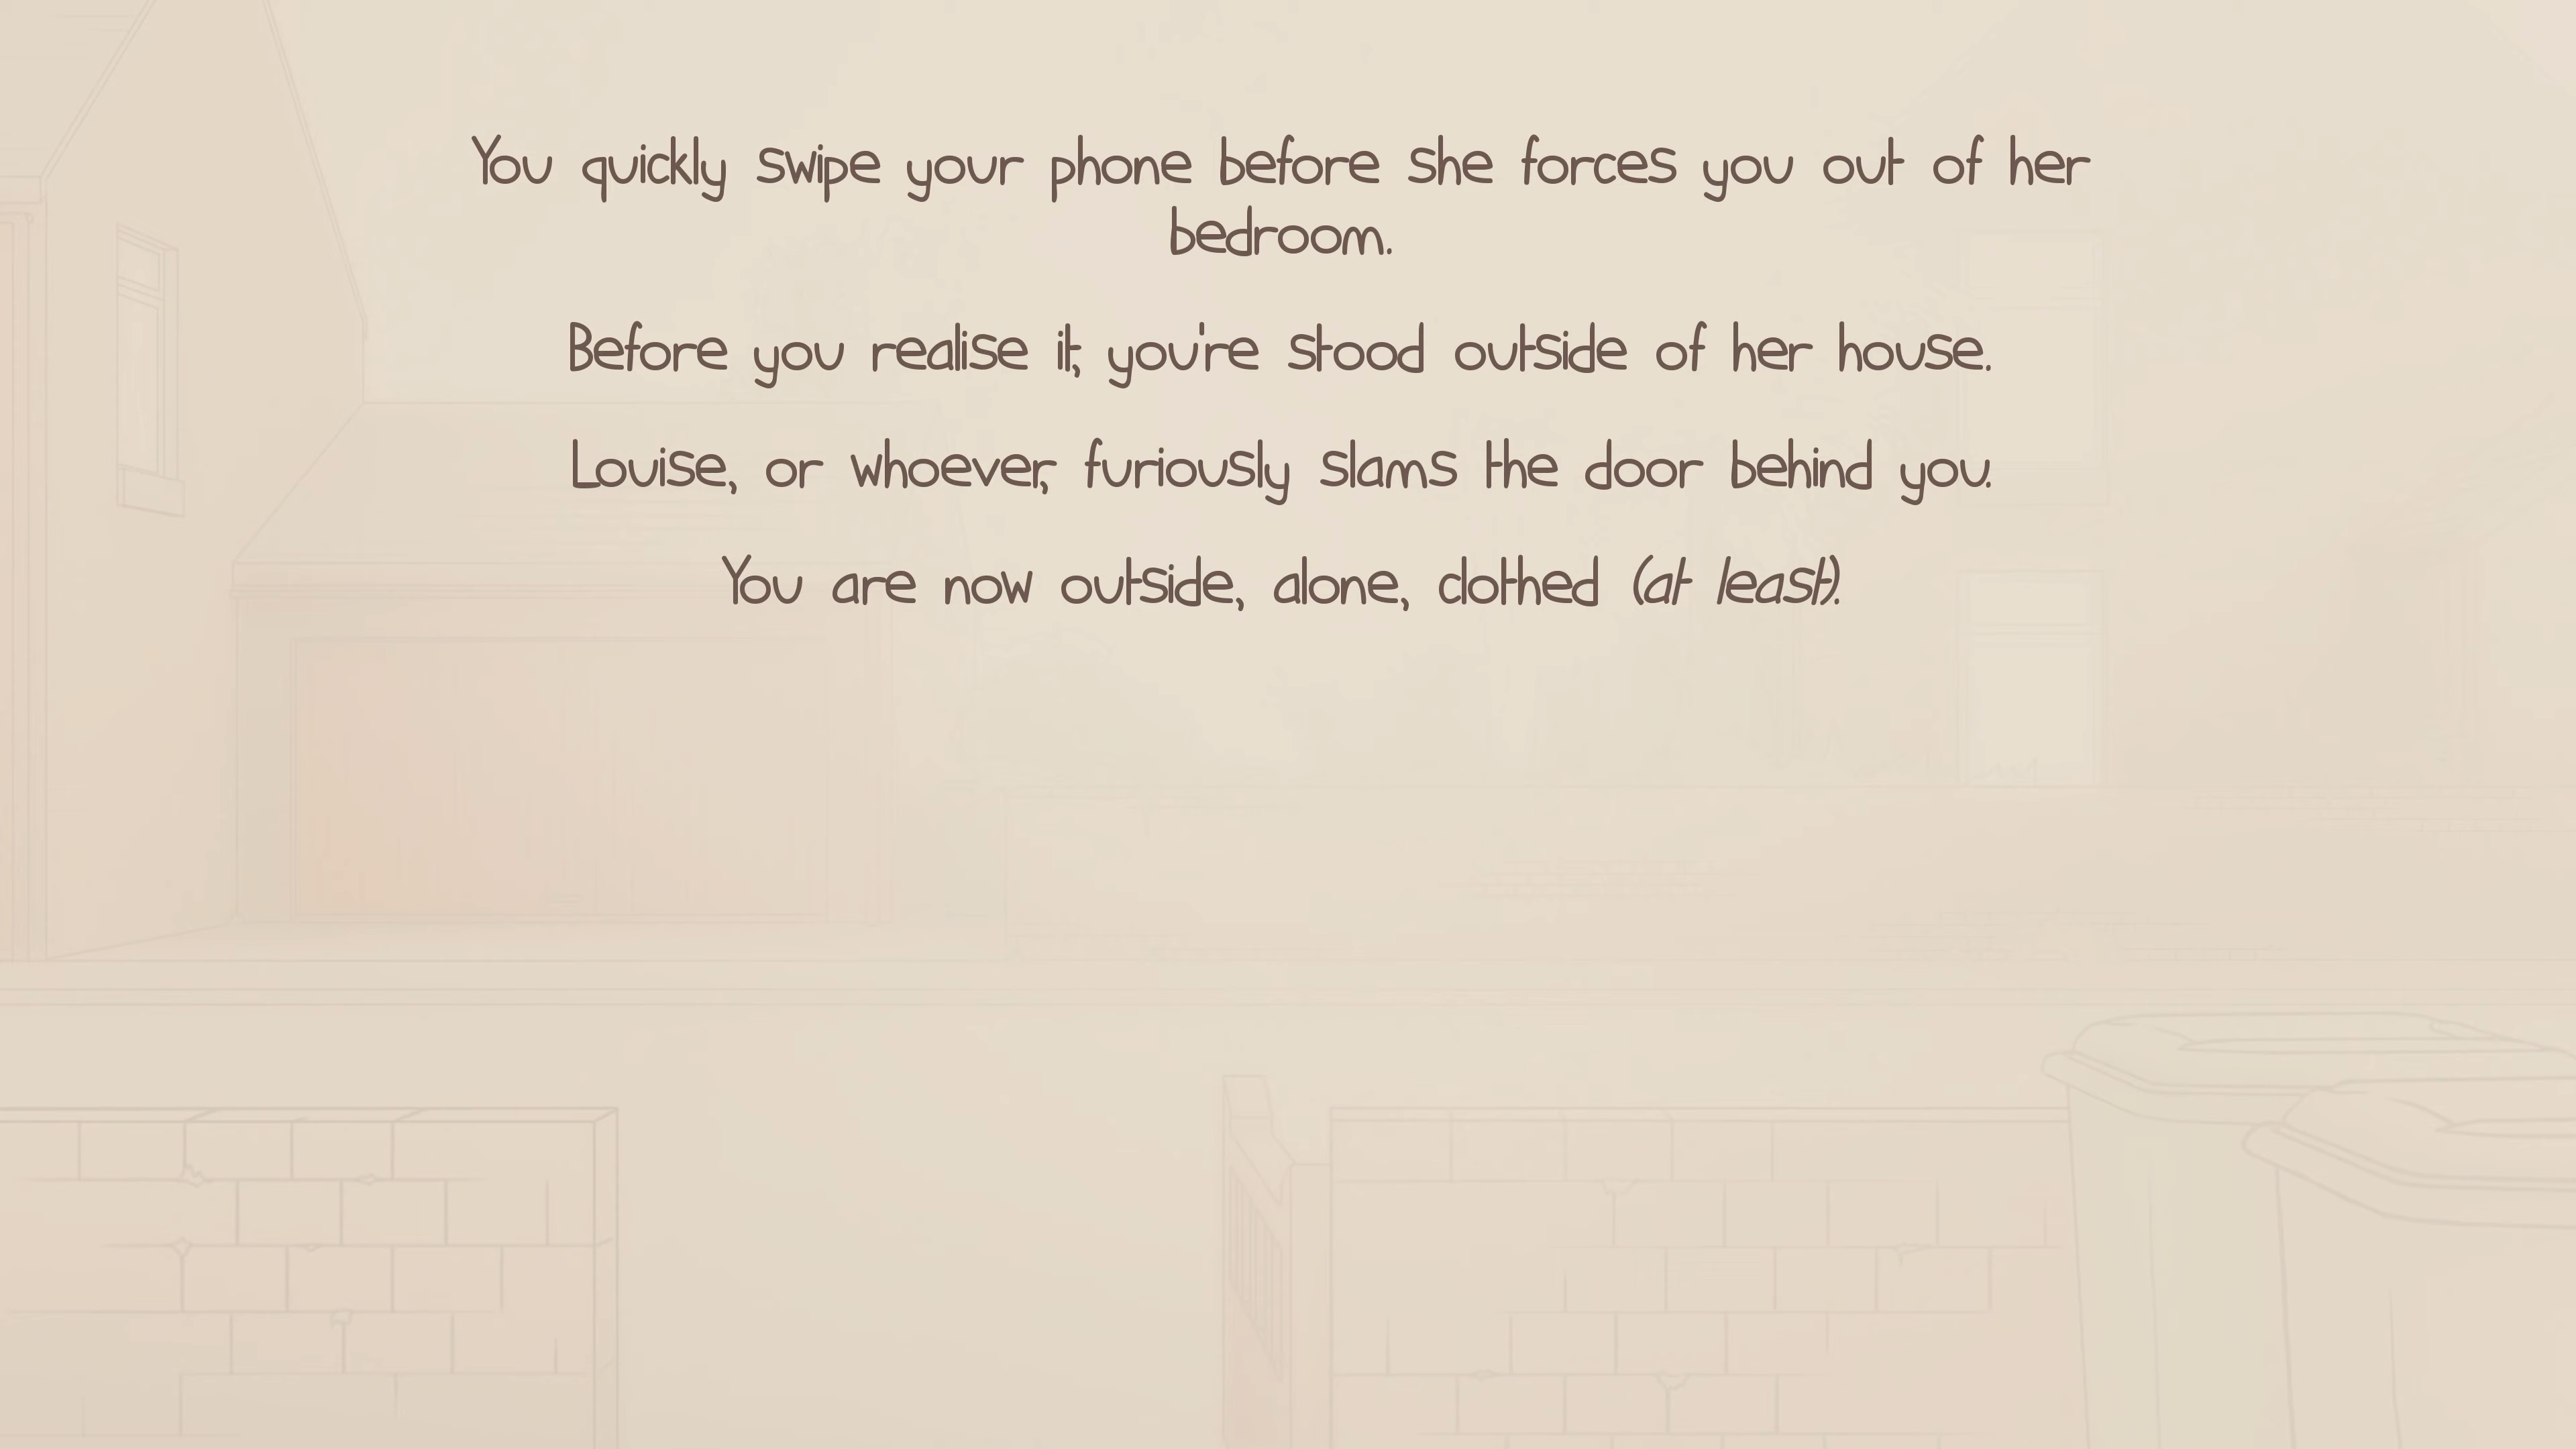 You quickly swipe your phone before she forces you out of her
bedroom.
Before you realise it, you're stood outside of her house.
Louise, or whoever, furiously slams the door behind you.
You are now outside, alone, clothed (at least).